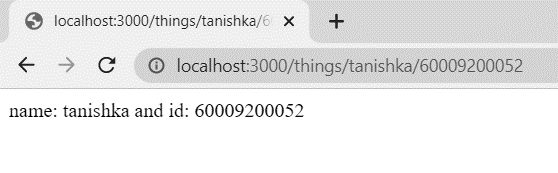 localhost:3000/things/tanishka/6
localhost:3000/things/tanishka/60009200052
name: tanishka and id: 60009200052